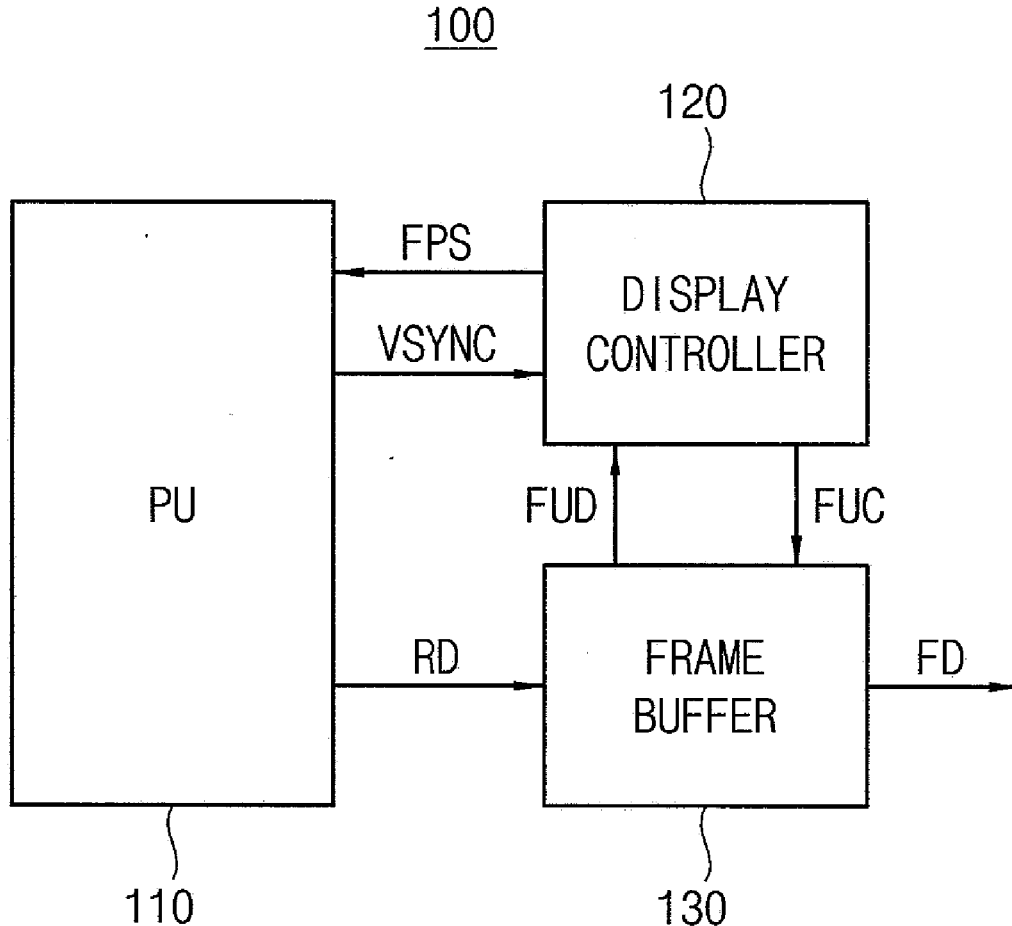 100
120
FPS
DISPLAY
CONTROLLER
VSYNC
PU
FUD
FUC
RD
FRAME
BUFFER
FD
110
130